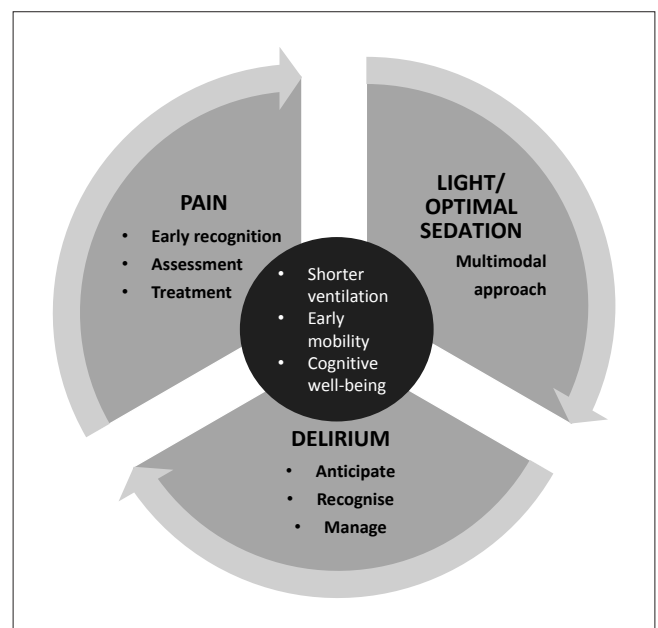 PAIN
• Early recognition
• Assessment
• Treatment
LIGHT/
OPTIMAL
SEDATION
Multimodal
approach
• Shorter
ventilation
• Early
mobility
• Cognitive
well-being
DELIRIUM
• Anticipate
• Recognise
• Manage